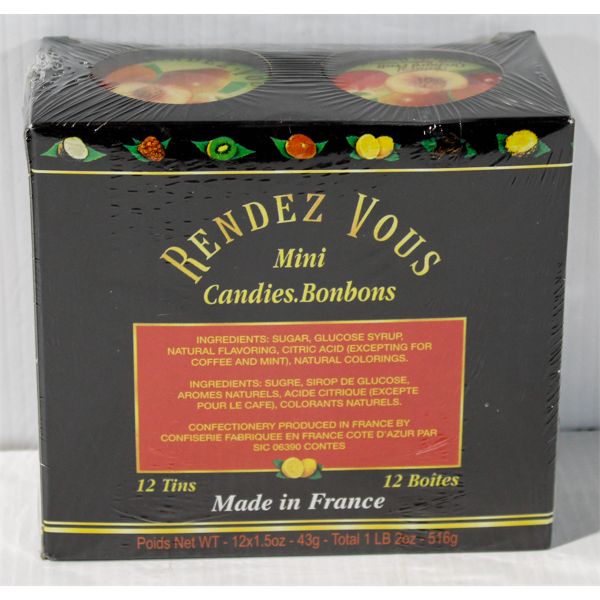 RENDEZ VOUS
Mini
Candies.Bonbons
INGREDIENTS: SUGAR, GLUCOSE SYRUP,
NATURAL FLAVORING, CITRIC ACID (EXCEPTING FOR
COFFEE AND MINT), NATURAL COLORINGS.
INGREDIENTS: SUGRE, SIROP DE GLUCOSE,
AROMES NATURELS, ACIDE CITRIQUE (EXCEPTE
POUR LE CAFE), COLORANTS NATURELS.
CONFECTIONERY PRODUCED IN FRANCE BY
CONFISERIE FABRIQUEE EN FRANCE COTE D'AZUR PAR
SIC 06390 CONTES
12 Tins
12 Boîtes
Made in France
Poids Net WT - 12x1.5oz - 43g - Total 1 LB 2oz - 516g